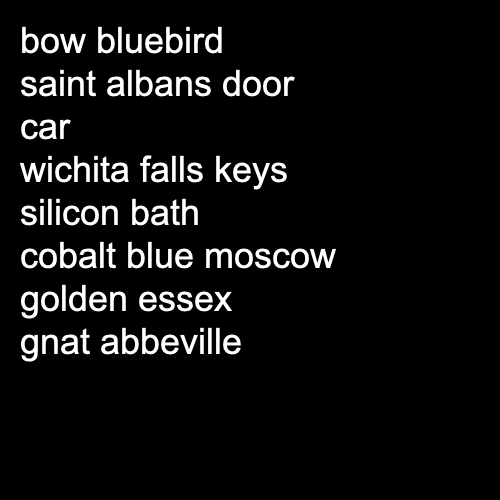 bow bluebird
saint albans door
car
wichita falls keys
silicon bath
cobalt blue moscow
golden essex
gnat abbeville